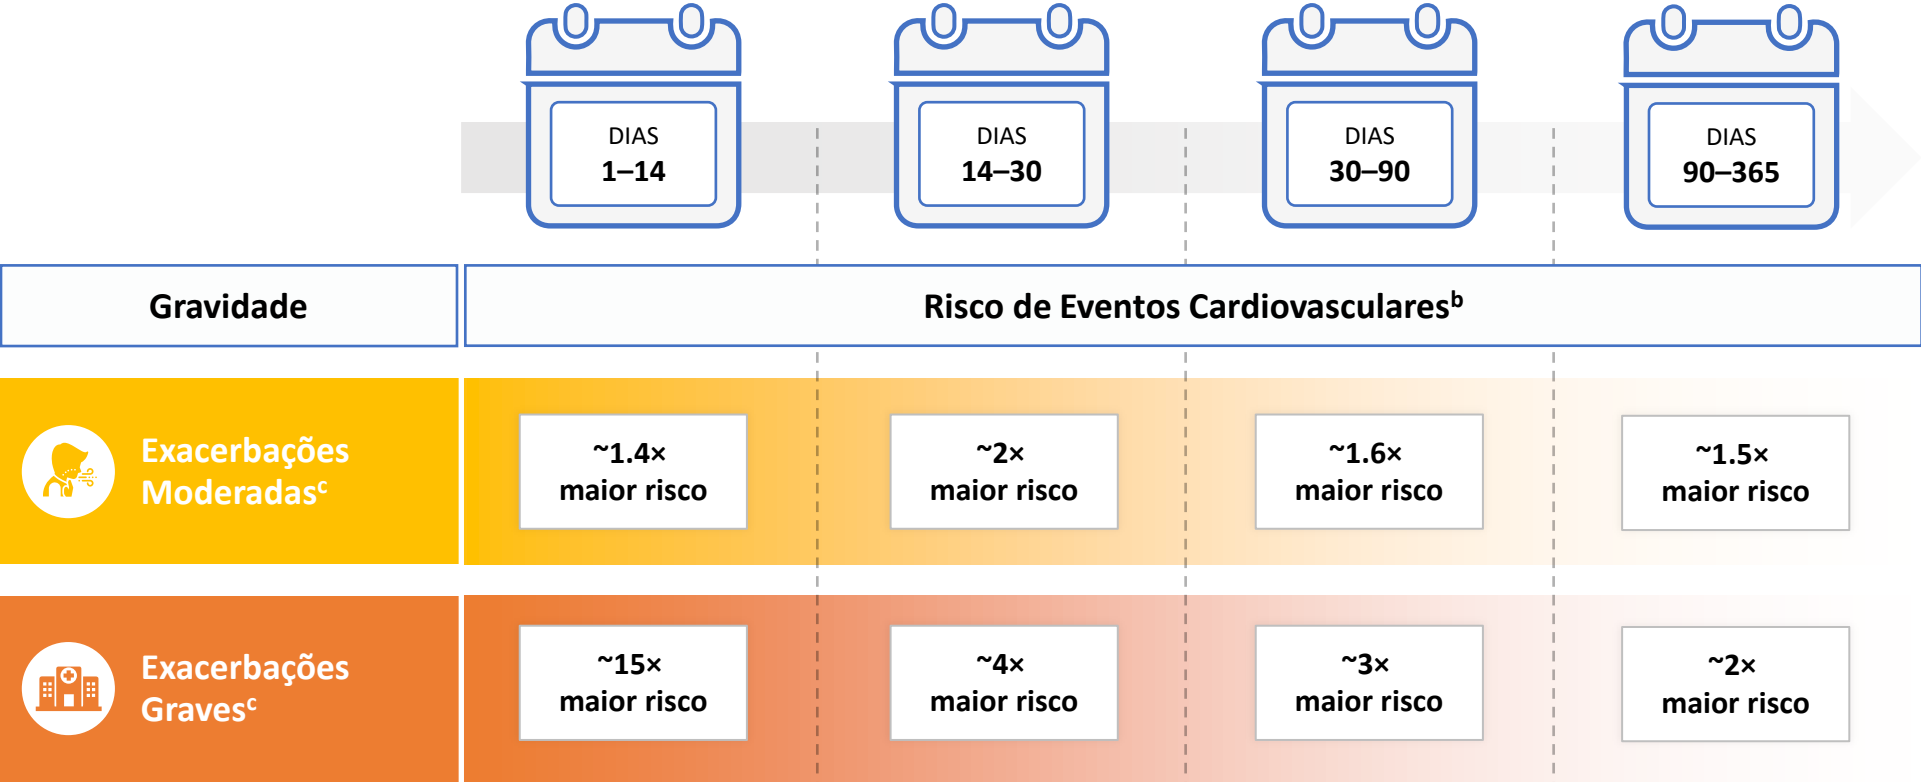 DIAS
1–14
DIAS
14–30
DIAS
30–90
DIAS
90–365
Gravidade
Risco de Eventos Cardiovascularesᵇ
Exacerbações
Moderadasᶜ
~1.4×
maior risco
~2×
maior risco
~1.6×
maior risco
~1.5×
maior risco
Exacerbações
Gravesᶜ
~15×
maior risco
~4×
maior risco
~3×
maior risco
~2×
maior risco